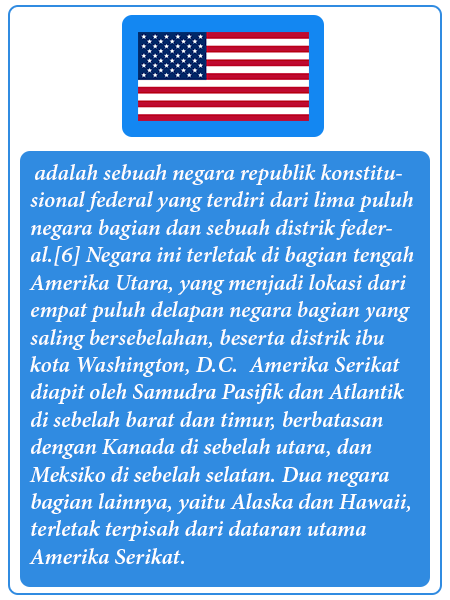 adalah sebuah negara republik konstitu-
sional federal yang terdiri dari lima puluh
negara bagian dan sebuah distrik feder-
al.[6] Negara ini terletak di bagian tengah
Amerika Utara, yang menjadi lokasi dari
empat puluh delapan negara bagian yang
saling bersebelahan, beserta distrik ibu
kota Washington, D.C.  Amerika Serikat
diapit oleh Samudra Pasifik dan Atlantik
di sebelah barat dan timur, berbatasan
dengan Kanada di sebelah utara, dan
Meksiko di sebelah selatan. Dua negara
bagian lainnya, yaitu Alaska dan Hawaii,
terletak terpisah dari dataran utama
Amerika Serikat.